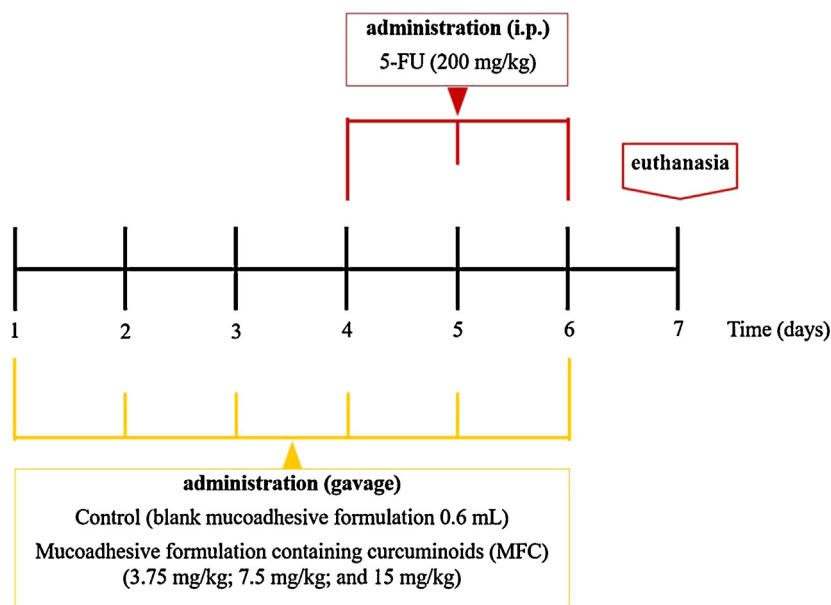 administration (i.p.)
5-FU (200 mg/kg)
euthanasia
1 2 3 4 5 6 7 Time (days)
administration (gavage)
Control (blank mucoadhesive formulation 0.6 mL)
Mucoadhesive formulation containing curcuminoids (MFC)
(3.75 mg/kg; 7.5 mg/kg; and 15 mg/kg)